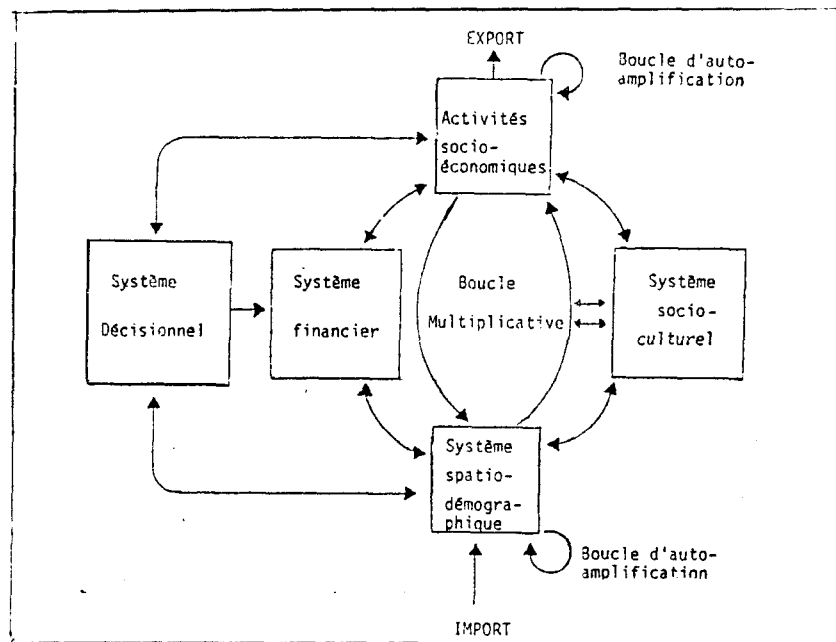 EXPORT
Boucle d'auto-
amplification
Activités
socio-
économiques
Système
Décisionnel
Système
financier
Boucle
Multiplicative
Système
socio-
culturel
Système
spatio-
démogra-
phique
Boucle d'auto-
amplification
IMPORT